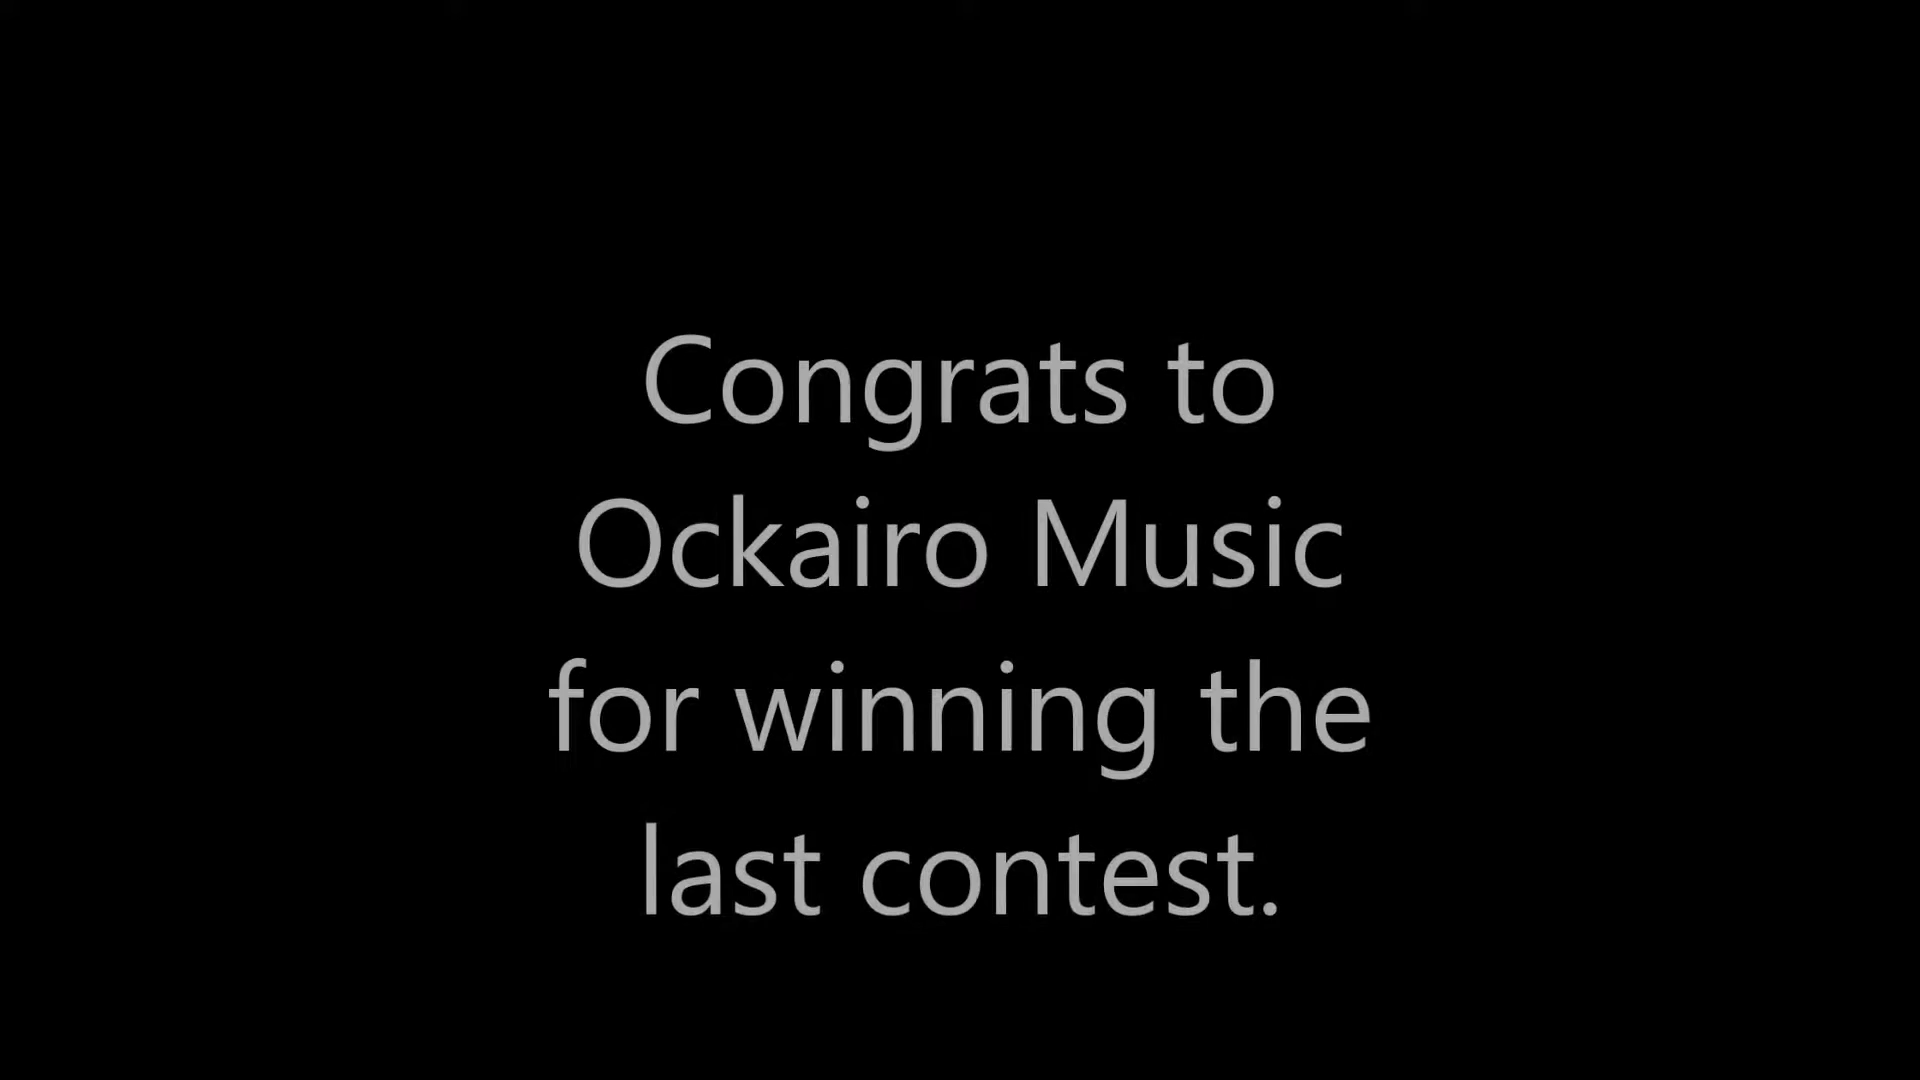 Congrats to
Ockairo Music
for winning the
last contest.